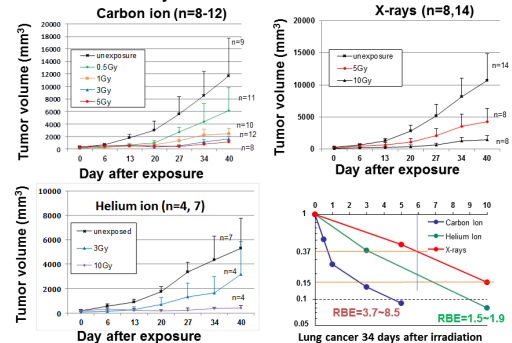 Carbon ion (n=8-12)
Tumor volume (mm³)
20000
18000
16000
14000
12000
10000
8000
6000
4000
2000
0
unexposure
0.5Gy
1Gy
3Gy
5Gy
n=9
n=11
n=10
n=12
n=8
0 6 13 20 27 34 40
Day after exposure
X-rays (n=8,14)
Tumor volume (mm³)
20000
15000
10000
5000
0
unexposure
5Gy
10Gy
n=14
n=8
n=8
0 6 13 20 27 34 40
Day after exposure
Helium ion (n=4, 7)
Tumor volume (mm³)
10000
8000
6000
4000
2000
0
unexposed
3Gy
10Gy
n=7
n=4
n=4
0 6 13 20 27 34 40
Day after exposure
0 1 2 3 4 5 6 7 8 9 10
1
0.37
0.15
0.1
0.05
Carbon Ion
Helium Ion
X-rays
RBE=3.7~8.5
RBE=1.5~1.9
Lung cancer 34 days after irradiation